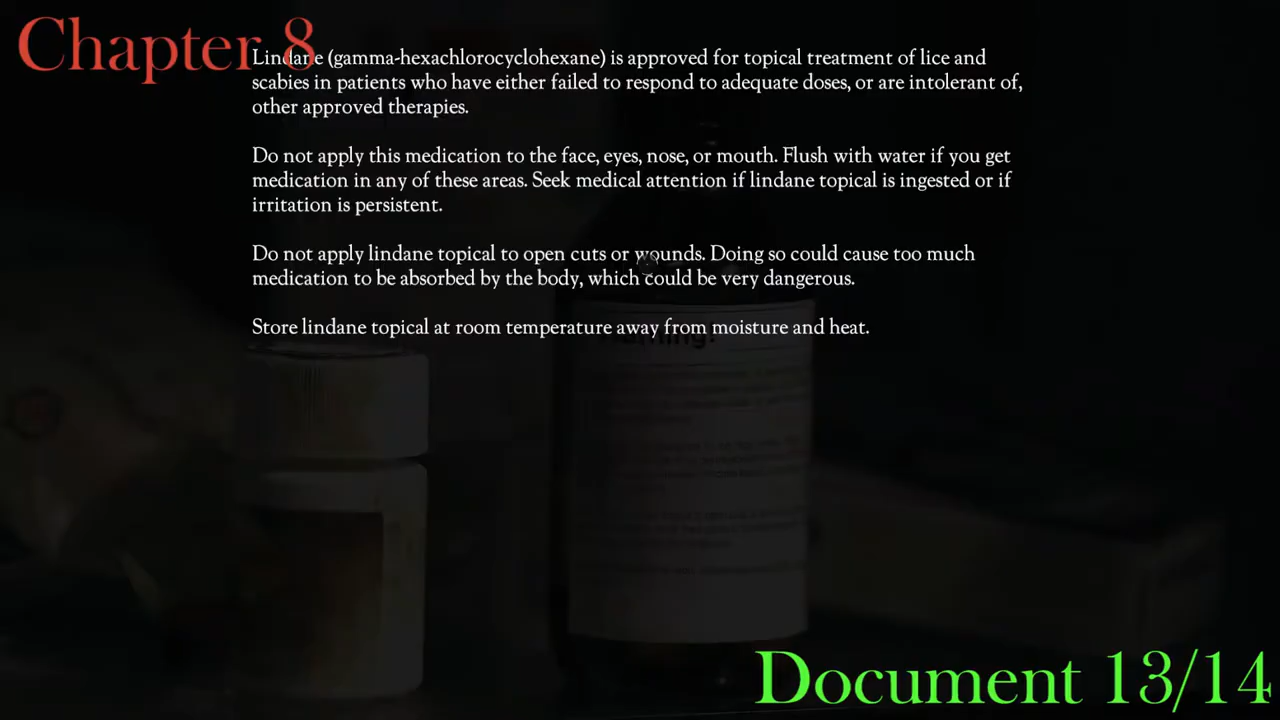 Chapter 8
Lindane (gamma-hexachlorocyclohexane) is approved for topical treatment of lice and
scabies in patients who have either failed to respond to adequate doses, or are intolerant of,
other approved therapies.
Do not apply this medication to the face, eyes, nose, or mouth. Flush with water if you get
medication in any of these areas. Seek medical attention if lindane topical is ingested or if
irritation is persistent.
Do not apply lindane topical to open cuts or wounds. Doing so could cause too much
medication to be absorbed by the body, which could be very dangerous.
Store lindane topical at room temperature away from moisture and heat.
Warning!
Document 13/14